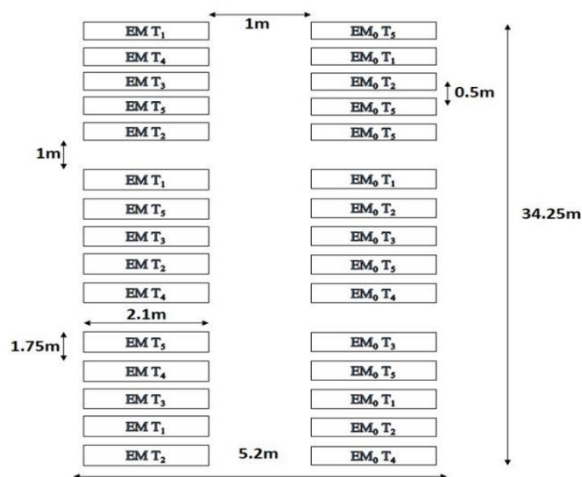 1m
EM T₁ EM₀ T₅
EM T₄ EM₀ T₁
EM T₃ EM₀ T₂
0.5m
EM T₅ EM₀ T₅
EM T₂ EM₀ T₅
1m
EM T₁ EM₀ T₁
EM T₅ EM₀ T₂
34.25m
EM T₃ EM₀ T₃
EM T₂ EM₀ T₅
EM T₄ EM₀ T₄
2.1m
EM T₅ EM₀ T₃
1.75m
EM T₄ EM₀ T₅
EM T₃ EM₀ T₁
EM T₁ EM₀ T₂
EM T₂ 5.2m EM₀ T₄